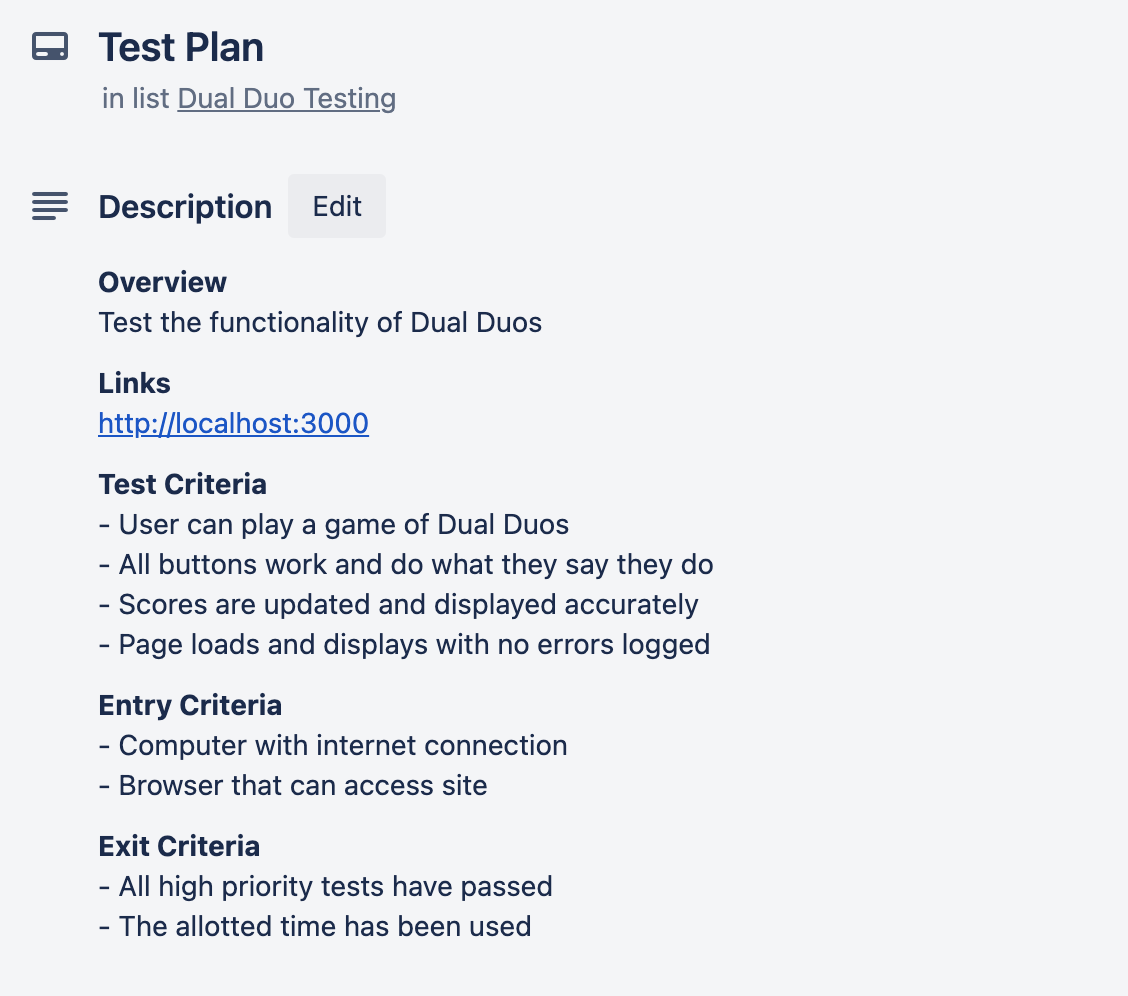 Test Plan
in list Dual Duo Testing
Description Edit
Overview
Test the functionality of Dual Duos
Links
http://localhost:3000
Test Criteria
- User can play a game of Dual Duos
- All buttons work and do what they say they do
- Scores are updated and displayed accurately
- Page loads and displays with no errors logged
Entry Criteria
- Computer with internet connection
- Browser that can access site
Exit Criteria
- All high priority tests have passed
- The allotted time has been used